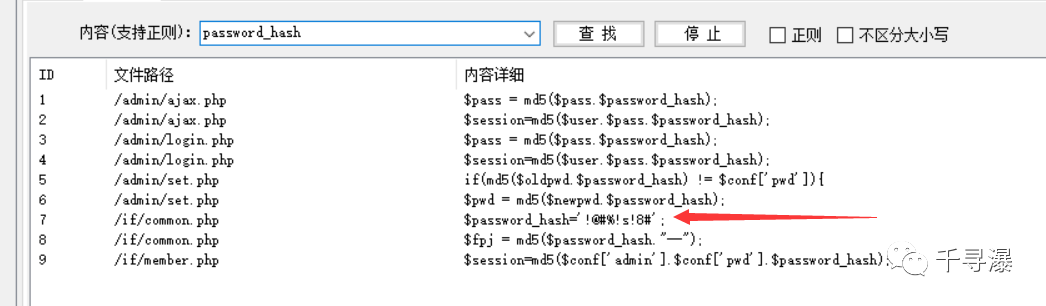 内容(支持正则): password_hash 查 找 停 止 正则 不区分大小写
ID 文件路径 内容详细
1 /admin/ajax.php $pass = md5($pass.$password_hash);
2 /admin/ajax.php $session=md5($user.$pass.$password_hash);
3 /admin/login.php $pass = md5($pass.$password_hash);
4 /admin/login.php $session=md5($user.$pass.$password_hash);
5 /admin/set.php if(md5($oldpwd.$password_hash) != $conf['pwd']){
6 /admin/set.php $pwd = md5($newpwd.$password_hash);
7 /if/common.php $password_hash='!@#%!s!8#';
8 /if/common.php $fpj = md5($password_hash."一");
9 /if/member.php $session=md5($conf['admin'].$conf['pwd'].$password_hash);
千寻瀑